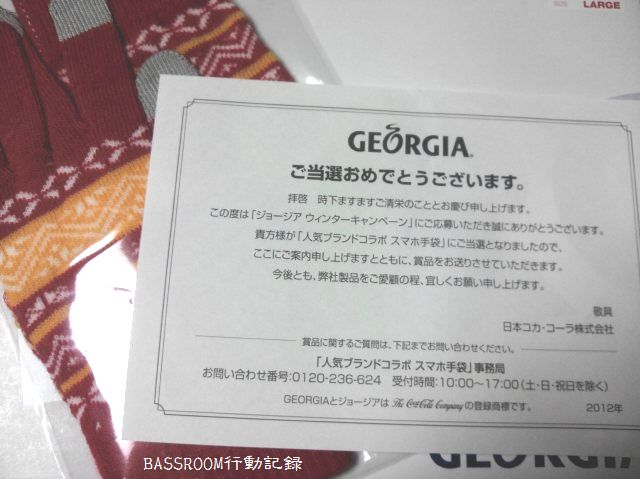 SIZE LARGE
GEORGIA
ご当選おめでとうございます。
拝啓　時下ますますご清栄のこととお慶び申し上げます。
この度は「ジョージア ウィンターキャンペーン」にご応募いただき誠にありがとうございます。
貴方様が「人気ブランドコラボ スマホ手袋」にご当選となりましたので、
ここにご案内申し上げますとともに、賞品をお送りさせていただきます。
今後とも、弊社製品をご愛顧の程、宜しくお願い申し上げます。
敬具
日本コカ・コーラ株式会社
賞品に関するご質問は、下記までお問い合わせください。
「人気ブランドコラボ スマホ手袋」事務局
お問い合わせ番号:0120-236-624　受付時間:10:00〜17:00(土・日・祝日を除く)
GEORGIAとジョージアは The Coca-Cola Company の登録商標です。
2012年
GEORGIA
BASSROOM行動記録